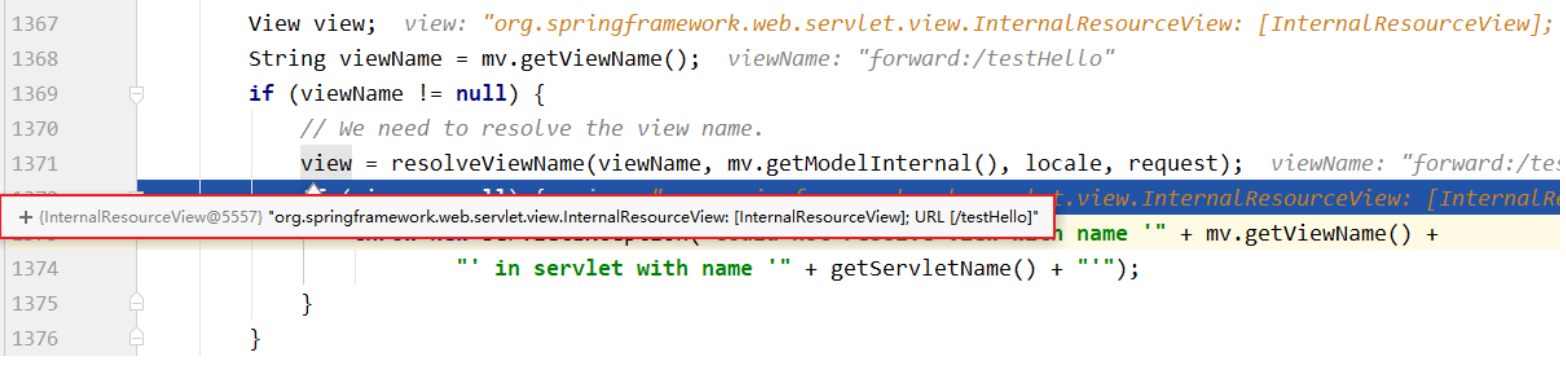 1367 View view; view: "org.springframework.web.servlet.view.InternalResourceView: [InternalResourceView];
1368 String viewName = mv.getViewName(); viewName: "forward:/testHello"
1369 if (viewName != null) {
1370 // We need to resolve the view name.
1371 view = resolveViewName(viewName, mv.getModelInternal(), locale, request); viewName: "forward:/tes
t.view.InternalResourceView: [InternalRe
+ {InternalResourceView@5557} "org.springframework.web.servlet.view.InternalResourceView: [InternalResourceView]; URL [/testHello]"
with name '" + mv.getViewName() +
1374 "' in servlet with name '" + getServletName() + "'");
1375 }
1376 }